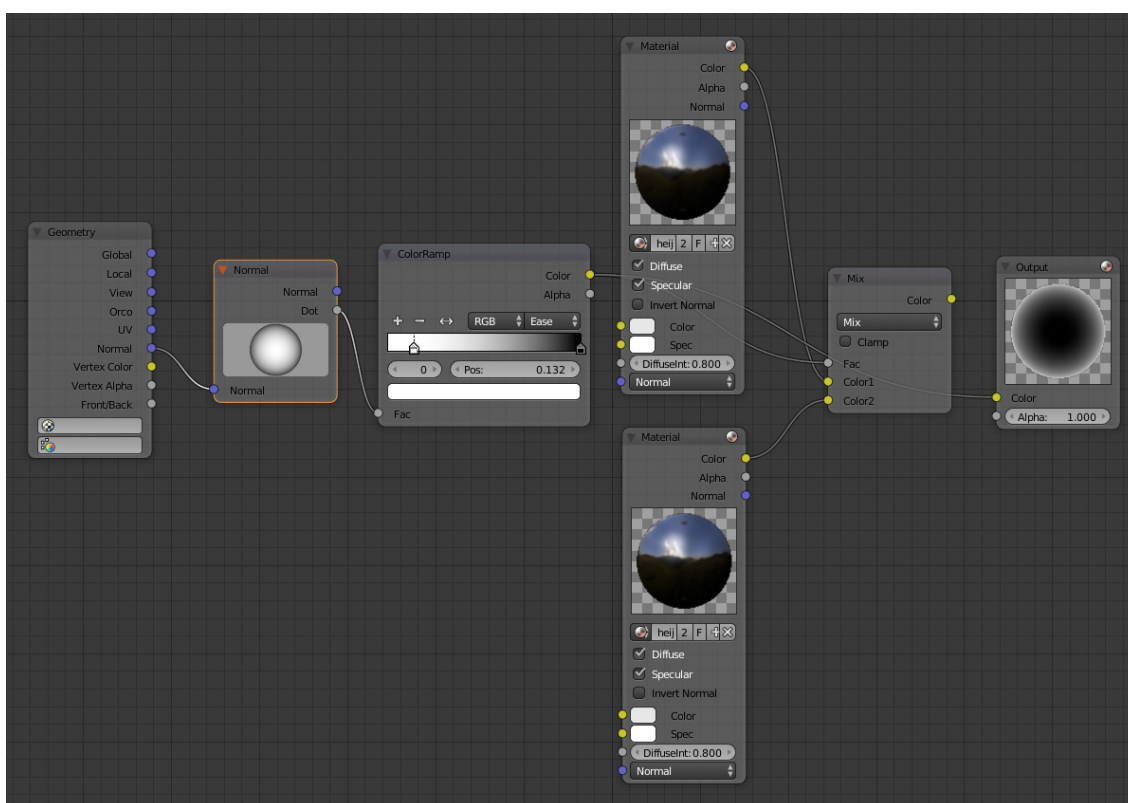 Geometry
Global
Local
View
Orco
UV
Normal
Vertex Color
Vertex Alpha
Front/Back
Normal
Normal
Dot
Normal
ColorRamp
Color
Alpha
+ − ↔ RGB Ease
0 Pos: 0.132
Fac
Material
Color
Alpha
Normal
heij 2 F
Diffuse
Specular
Invert Normal
Color
Spec
DiffuseInt: 0.800
Normal
Material
Color
Alpha
Normal
heij 2 F
Diffuse
Specular
Invert Normal
Color
Spec
DiffuseInt: 0.800
Normal
Mix
Color
Mix
Clamp
Fac
Color1
Color2
Output
Color
Alpha: 1.000